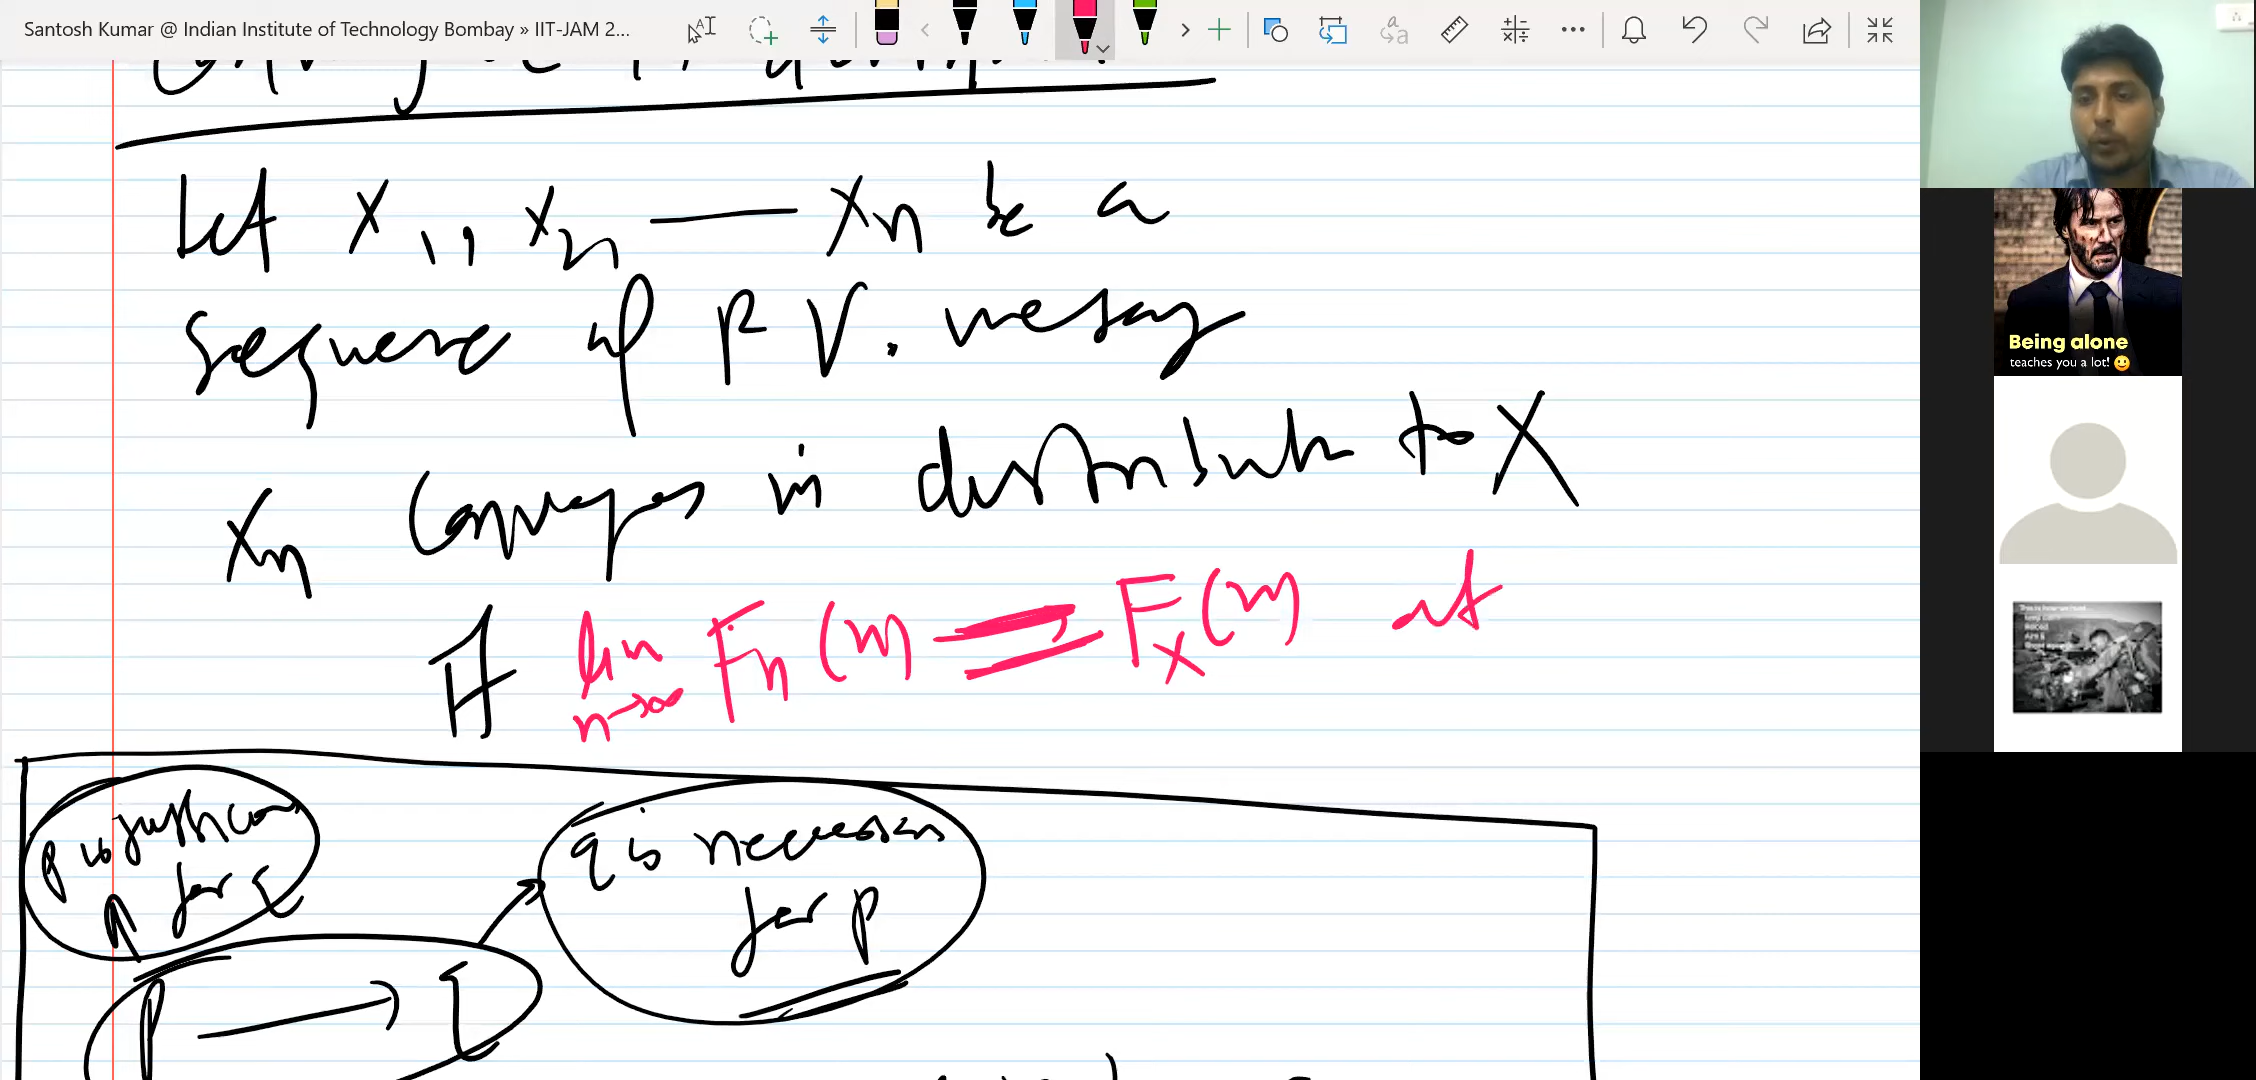 Santosh Kumar @ Indian Institute of Technology Bombay » IIT-JAM 2...
Let X1, X2 — Xn be a
sequence of RV. we say
Xn converges in distribution to X
If lim n→∞ Fn(x) = FX(x) at
Being alone
teaches you a lot! 😀
p is sufficient
for q
q is necessary
for p
p → q